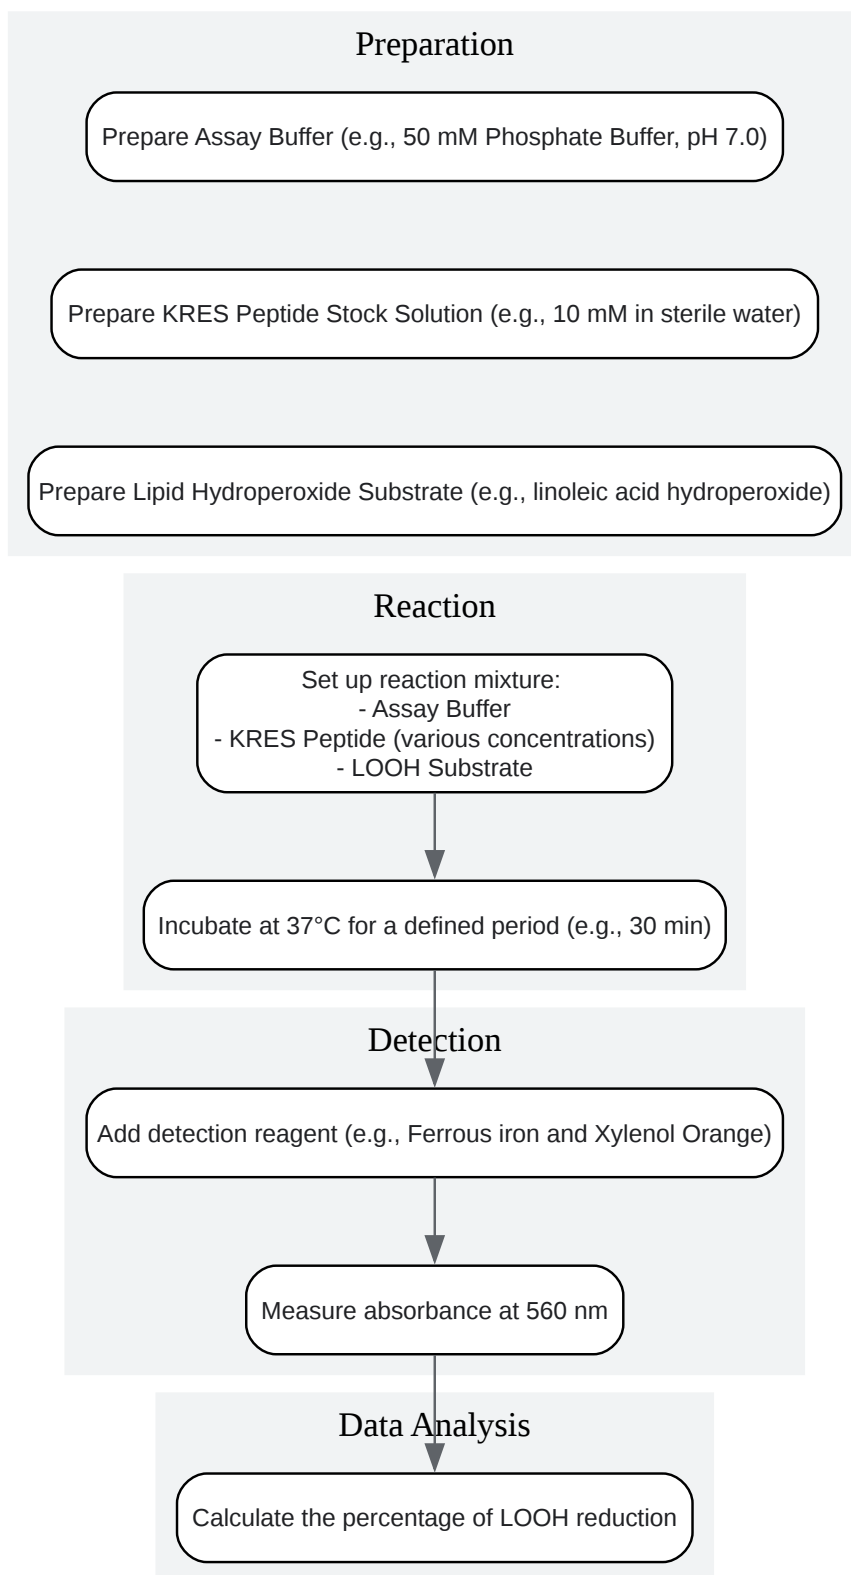 Preparation
Prepare Assay Buffer (e.g., 50 mM Phosphate Buffer, pH 7.0)
Prepare KRES Peptide Stock Solution (e.g., 10 mM in sterile water)
Prepare Lipid Hydroperoxide Substrate (e.g., linoleic acid hydroperoxide)
Reaction
Set up reaction mixture:
- Assay Buffer
- KRES Peptide (various concentrations)
- LOOH Substrate
Incubate at 37°C for a defined period (e.g., 30 min)
Detection
Add detection reagent (e.g., Ferrous iron and Xylenol Orange)
Measure absorbance at 560 nm
Data Analysis
Calculate the percentage of LOOH reduction